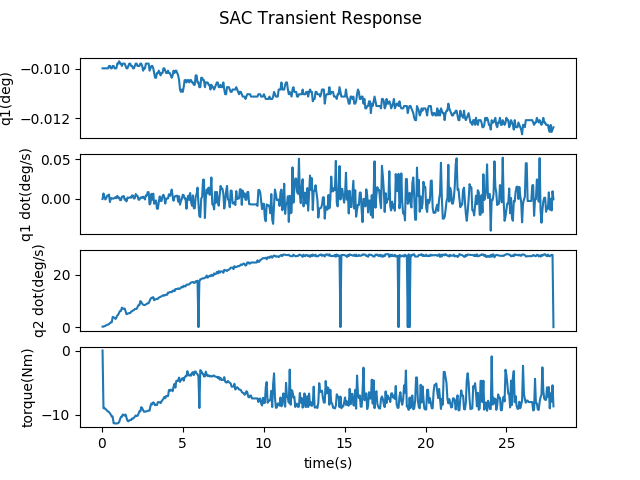 SAC Transient Response
q1(deg)
−0.010
−0.012
q1 dot(deg/s)
0.05
0.00
q2 dot(deg/s)
20
0
torque(Nm)
0
−10
0 5 10 15 20 25
time(s)